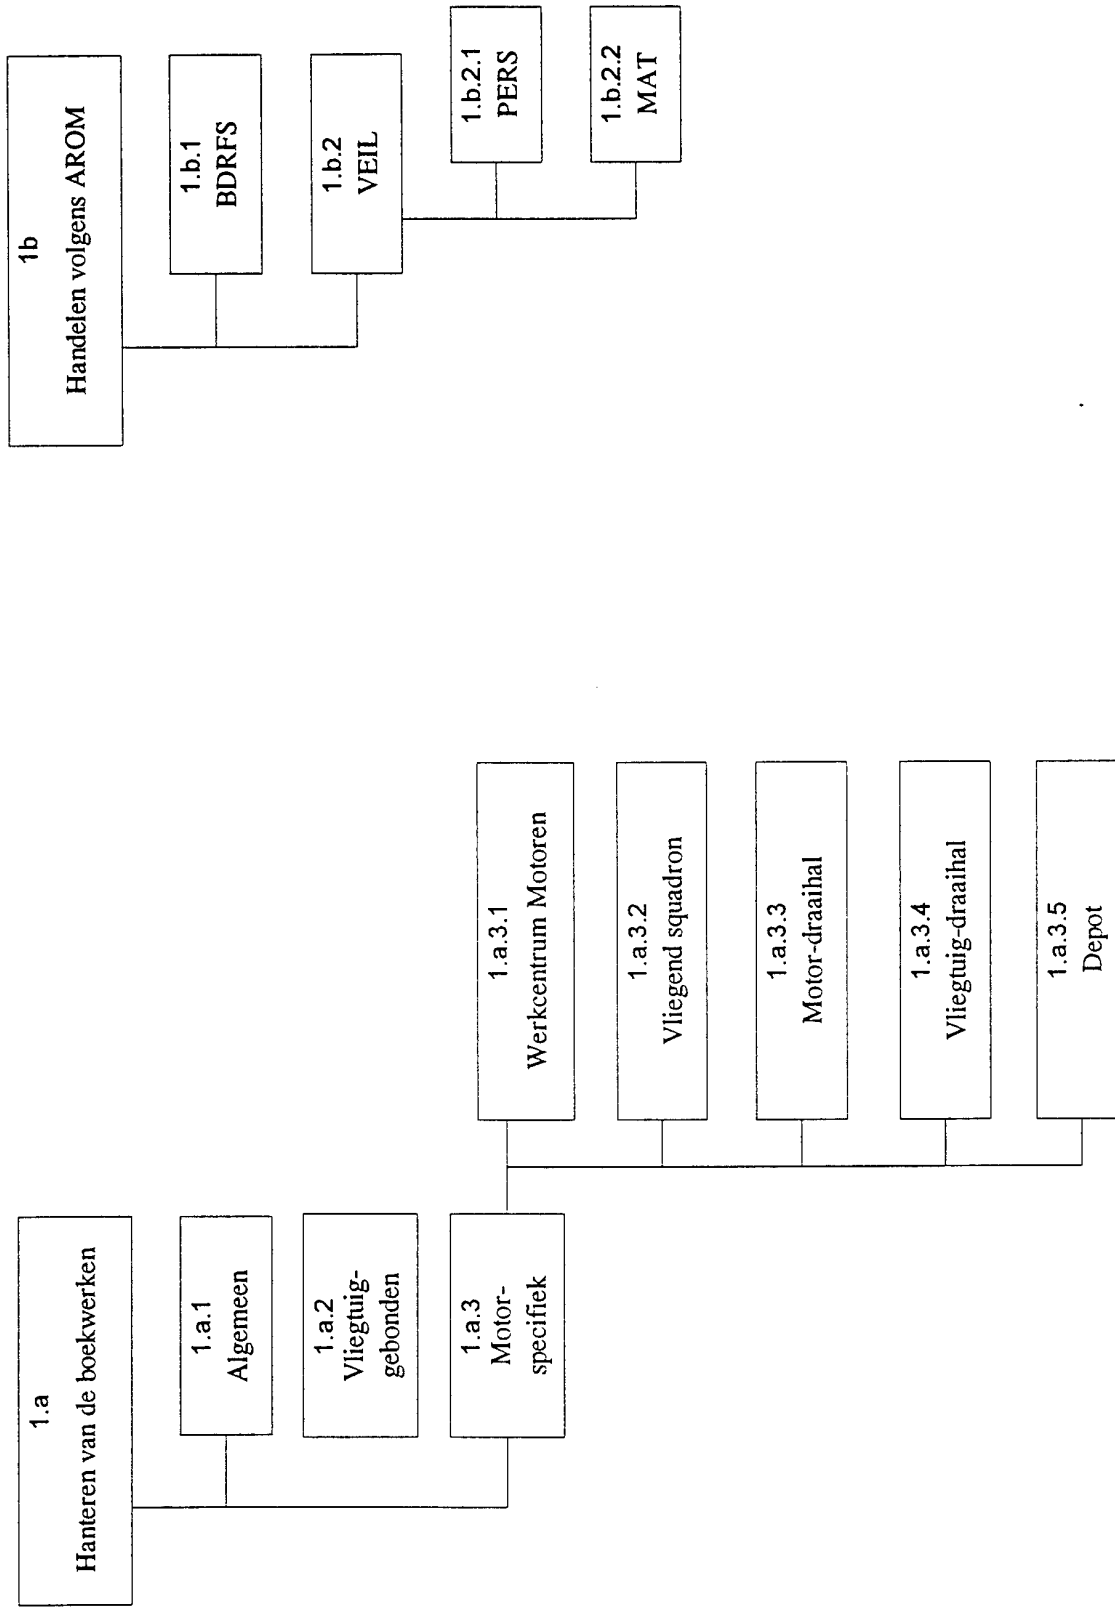 1.a
Hanteren van de boekwerken
1.a.1
Algemeen
1.a.2
Vliegtuig-
gebonden
1.a.3
Motor-
specifiek
1.a.3.1
Werkcentrum Motoren
1.a.3.2
Vliegend squadron
1.a.3.3
Motor-draaihal
1.a.3.4
Vliegtuig-draaihal
1.a.3.5
Depot
1b
Handelen volgens AROM
1.b.1
BDRFS
1.b.2
VEIL
1.b.2.1
PERS
1.b.2.2
MAT